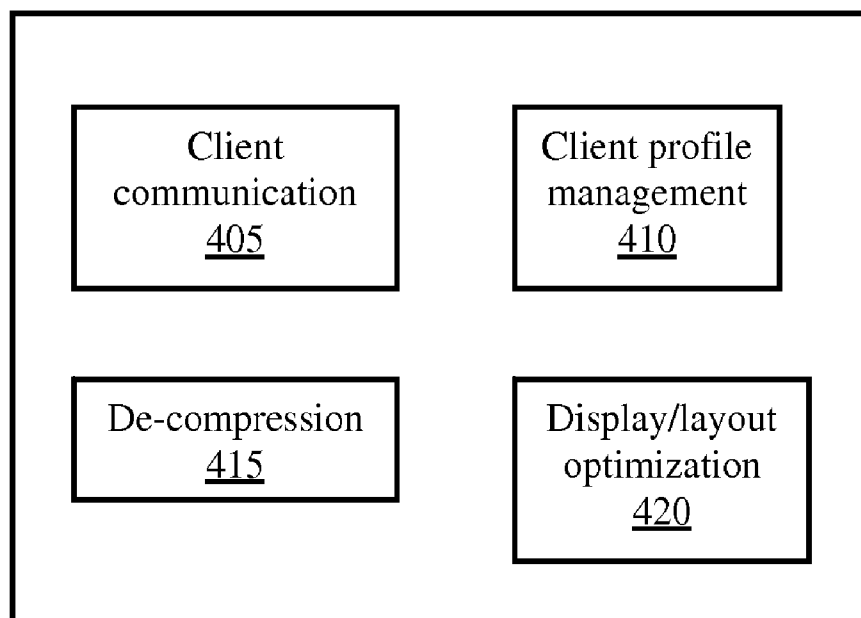 Client
communication
405
Client profile
management
410
De-compression
415
Display/layout
optimization
420